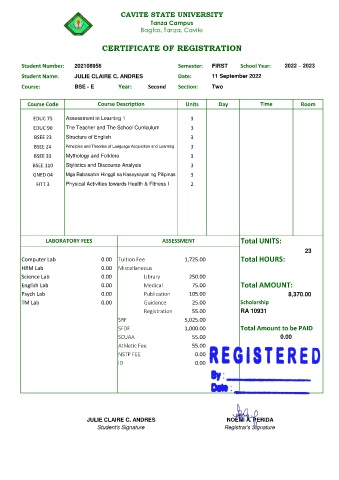 CAVITE STATE UNIVERSITY
Tanza Campus
Bagtas, Tanza, Cavite
CERTIFICATE OF REGISTRATION
Student Number: 202108956 Semester: FIRST School Year: 2022 – 2023
Student Name: JULIE CLAIRE C. ANDRES Date: 11 September 2022
Course: BSE - E Year: Second Section: Two
Course Code Course Description Units Day Time Room
EDUC 75 Assessment in Learning 1 3
EDUC 90 The Teacher and The School Curriculum 3
BSEE 23 Structure of English 3
BSEE 24 Principles and Theories of Language Acquisition and Learning 3
BSEE 33 Mythology and Folklore 3
BSEE 110 Stylistics and Discourse Analysis 3
GNED 04 Mga Babasahin Hinggil sa Kasaysayan ng Pilipinas 3
FITT 3 Physical Activities towards Health & Fitness I 2
LABORATORY FEES ASSESSMENT Total UNITS:
23
Computer Lab 0.00 Tuition Fee 1,725.00 Total HOURS:
HRM Lab 0.00 Miscellaneous
Science Lab 0.00 Library 250.00
English Lab 0.00 Medical 75.00 Total AMOUNT:
Psych Lab 0.00 Publication 105.00 8,370.00
TM Lab 0.00 Guidance 25.00 Scholarship
Registration 55.00 RA 10931
SRF 5,025.00
SFDF 1,000.00 Total Amount to be PAID
SCUAA 55.00 0.00
Athletic Fee 55.00
NSTP FEE 0.00
ID 0.00
REGISTERED
By :
Date :
JULIE CLAIRE C. ANDRES NOEMI A. PERIDA
Student's Signature Registrar's Signature